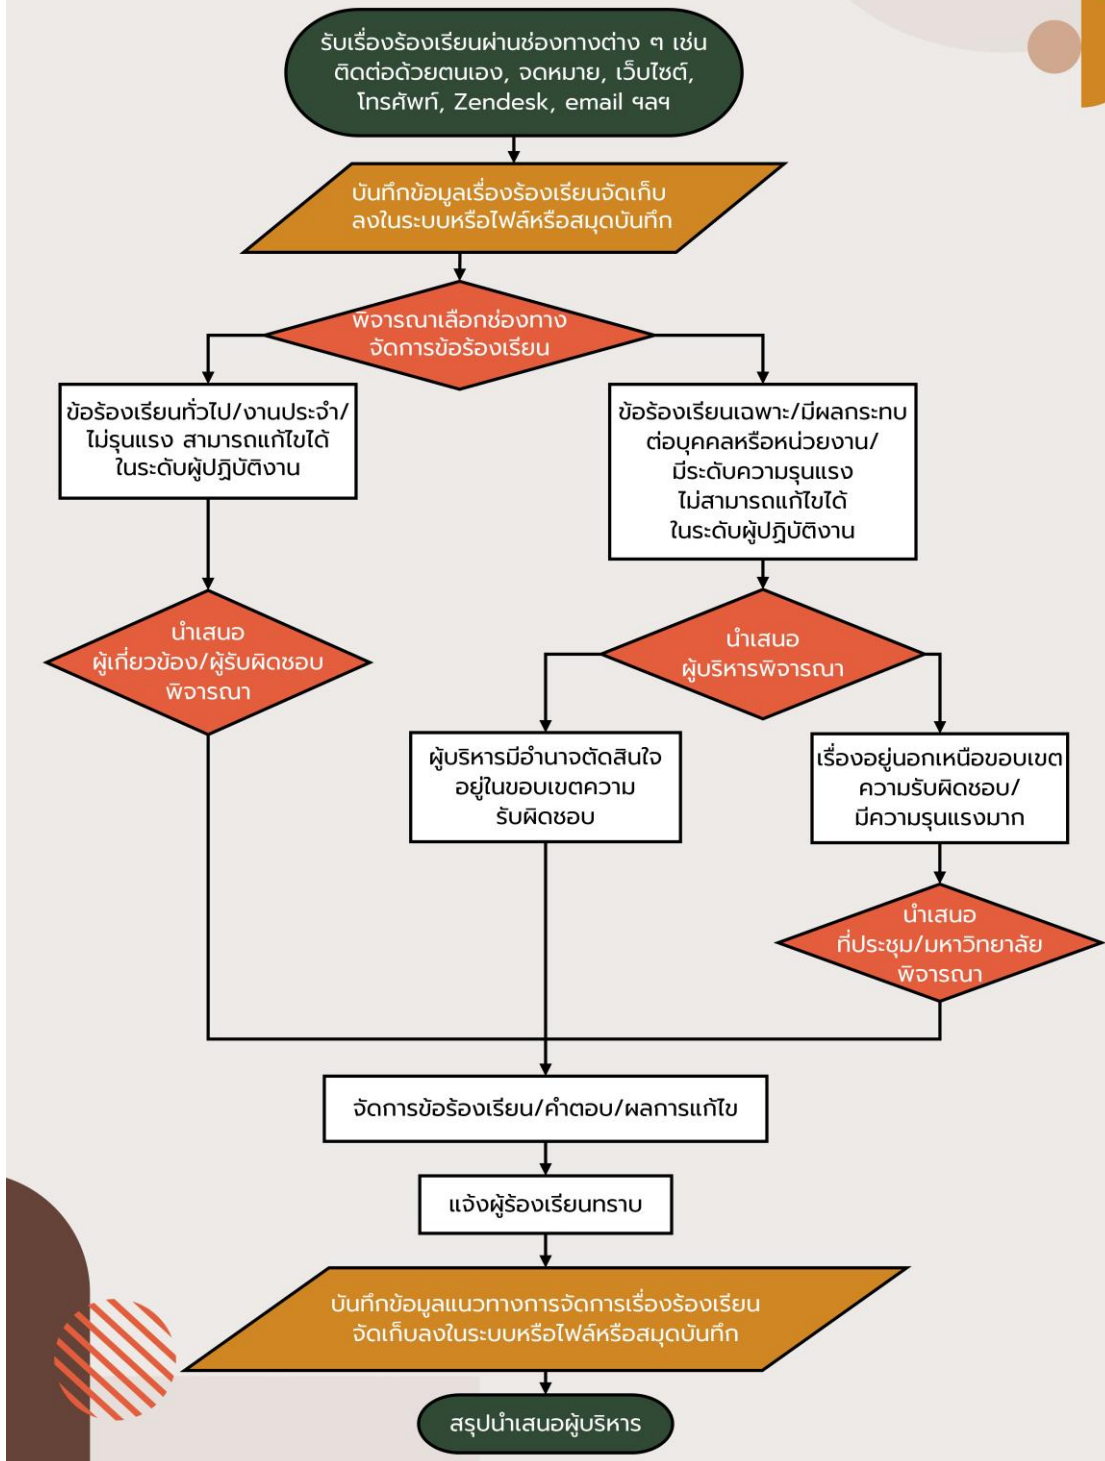 รับเรื่องร้องเรียนผ่านช่องทางต่าง ๆ เช่น
ติดต่อด้วยตนเอง, จดหมาย, เว็บไซต์,
โทรศัพท์, Zendesk, email ฯลฯ
บันทึกข้อมูลเรื่องร้องเรียนจัดเก็บ
ลงในระบบหรือไฟล์หรือสมุดบันทึก
พิจารณาเลือกช่องทาง
จัดการข้อร้องเรียน
ข้อร้องเรียนทั่วไป/งานประจำ/
ไม่รุนแรง สามารถแก้ไขได้
ในระดับผู้ปฏิบัติงาน
ข้อร้องเรียนเฉพาะ/มีผลกระทบ
ต่อบุคคลหรือหน่วยงาน/
มีระดับความรุนแรง
ไม่สามารถแก้ไขได้
ในระดับผู้ปฏิบัติงาน
นำเสนอ
ผู้เกี่ยวข้อง/ผู้รับผิดชอบ
พิจารณา
นำเสนอ
ผู้บริหารพิจารณา
ผู้บริหารมีอำนาจตัดสินใจ
อยู่ในขอบเขตความ
รับผิดชอบ
เรื่องอยู่นอกเหนือขอบเขต
ความรับผิดชอบ/
มีความรุนแรงมาก
นำเสนอ
ที่ประชุม/มหาวิทยาลัย
พิจารณา
จัดการข้อร้องเรียน/คำตอบ/ผลการแก้ไข
แจ้งผู้ร้องเรียนทราบ
บันทึกข้อมูลแนวทางการจัดการเรื่องร้องเรียน
จัดเก็บลงในระบบหรือไฟล์หรือสมุดบันทึก
สรุปนำเสนอผู้บริหาร